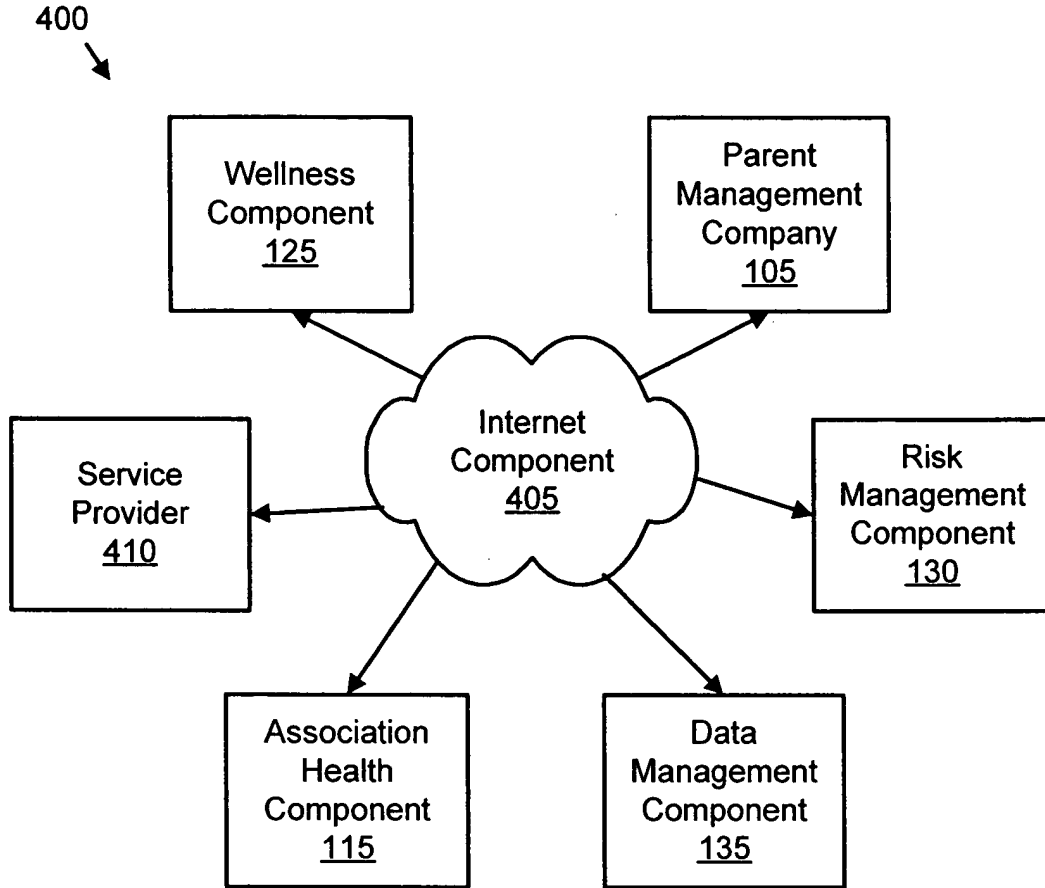 400
Wellness
Component
125
Parent
Management
Company
105
Internet
Component
405
Service
Provider
410
Risk
Management
Component
130
Association
Health
Component
115
Data
Management
Component
135